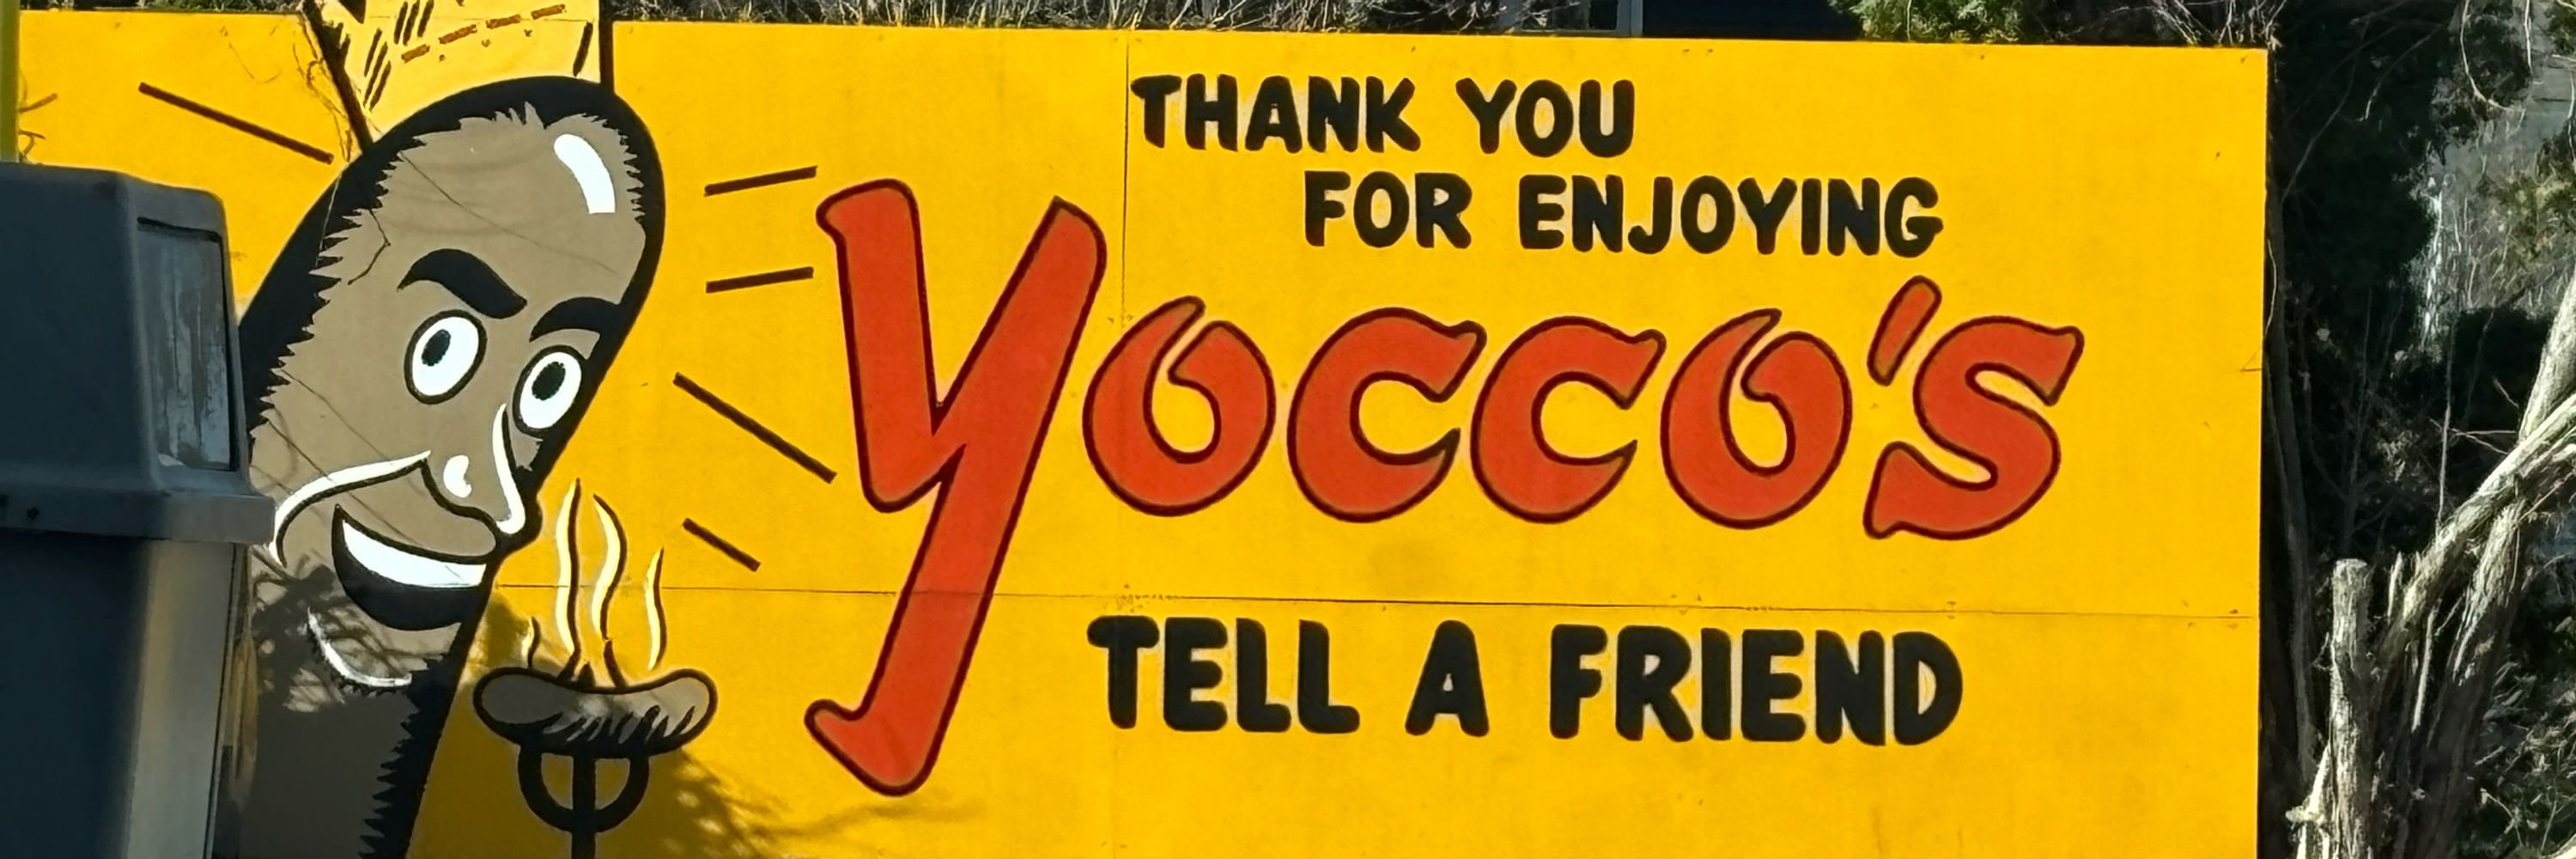 THANK YOU
FOR ENJOYING
Yocco's
TELL A FRIEND